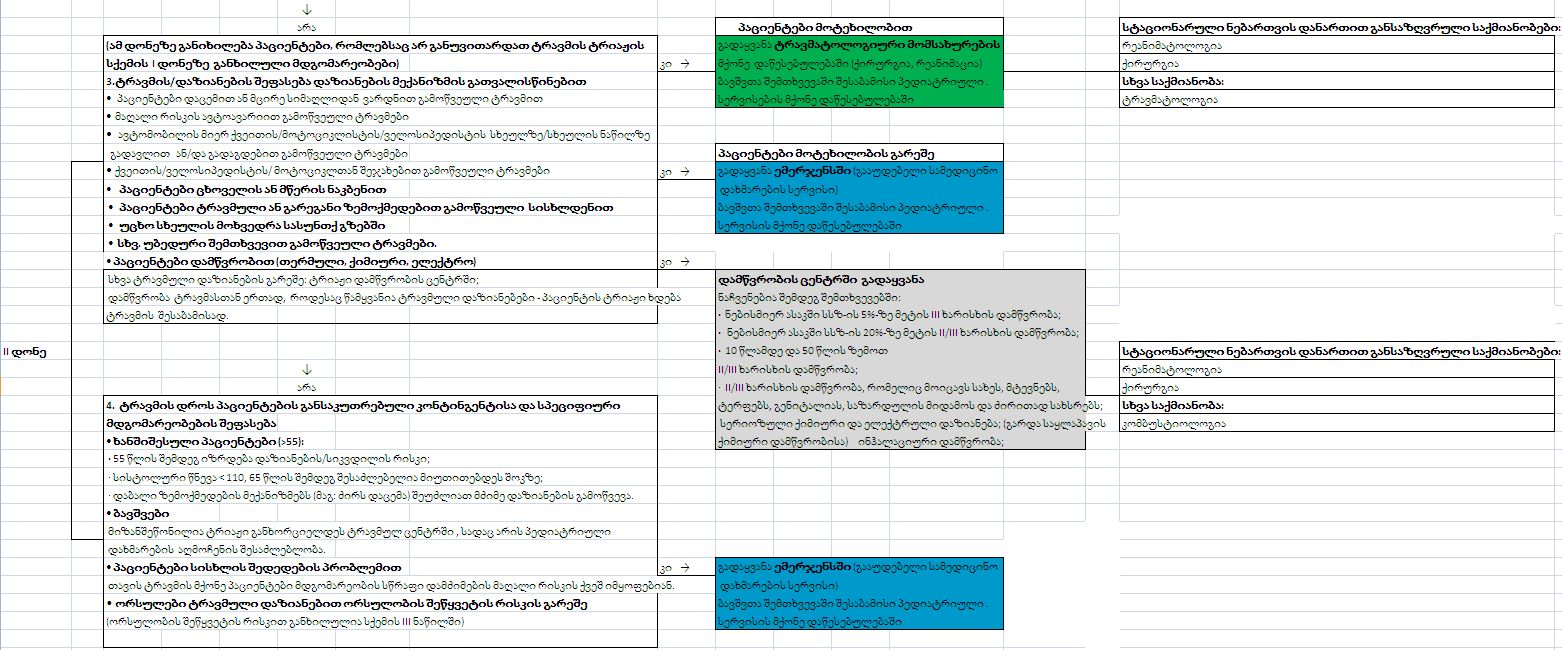 ↓
არა
(ამ დონეზე განიხილება პაციენტები, რომლებსაც არ განუვითარდათ ტრავმის ტრიაჟის
სქემის I დონეზე განხილული მდგომარეობები)
3.ტრავმის/დაზიანების შეფასება დაზიანების მექანიზმის გათვალისწინებით
• პაციენტები დაცემით ან მცირე სიმაღლიდან ვარდნით გამოწვეული ტრავმით
• მაღალი რისკის ავტოავარიით გამოწვეული ტრავმები
• ავტომობილის მიერ ქვეითის/მოტოციკლისტის/ველოსიპედისტის სხეულზე/სხეულის ნაწილზე
გადავლით ან/და გადაგდებით გამოწვეული ტრავმები
• ქვეითის/ველოსიპედისტის/ მოტოციკლთან შეჯახებით გამოწვეული ტრავმები
• პაციენტები ცხოველის ან მწერის ნაკბენით
• პაციენტები ტრავმული ან გარეგანი ზემოქმედებით გამოწვეული სისხლდენით
• უცხო სხეულის მოხვედრა სასუნთქ გზებში
• სხვ. უბედური შემთხვევით გამოწვეული ტრავმები.
• პაციენტები დამწვრობით (თერმული, ქიმიური, ელექტრო)
სხვა ტრავმული დაზიანების გარეშე: ტრიაჟი დამწვრობის ცენტრში;
დამწვრობა ტრავმასთან ერთად, როდესაც წამყვანია ტრავმული დაზიანებები - პაციენტის ტრიაჟი ხდება
ტრავმის შესაბამისად.
კი →
პაციენტები მოტეხილობით
გადაყვანა ტრავმატოლოგიური მომსახურების
მქონე დაწესებულებაში (ქირურგია, რეანიმაცია)
ბავშვთა შემთხვევაში შესაბამისი პედიატრიული .
სერვისების მქონე დაწესებულებაში
სტაციონარული ნებართვის დანართით განსაზღვრული საქმიანობები:
რეანიმატოლოგია
ქირურგია
სხვა საქმიანობა:
ტრავმატოლოგია
კი →
პაციენტები მოტეხილობის გარეშე
გადაყვანა ემერჯენსში (გააუდებელი სამედიცინო
დახმარების სერვისი)
ბავშვთა შემთხვევაში შესაბამისი პედიატრიული .
სერვისის მქონე დაწესებულებაში
კი →
დამწვრობის ცენტრში გადაყვანა
ნაჩვენებია შემდეგ შემთხვევებში:
· ნებისმიერ ასაკში სსზ-ის 5%-ზე მეტის III ხარისხის დამწვრობა;
· ნებისმიერ ასაკში სსზ-ის 20%-ზე მეტის II/III ხარისხის დამწვრობა;
· 10 წლამდე და 50 წლის ზემოთ
II/III ხარისხის დამწვრობა;
· II/III ხარისხის დამწვრობა, რომელიც მოიცავს სახეს, მტევნებს,
ტერფებს, გენიტალიას, საზარდულის მიდამოს და ძირითად სახსრებს;
სერიოზული ქიმიური და ელექტრული დაზიანება; (გარდა საყლაპავის
ქიმიური დამწვრობისა) ინჰალაციური დამწვრობა;
სტაციონარული ნებართვის დანართით განსაზღვრული საქმიანობები:
რეანიმატოლოგია
ქირურგია
სხვა საქმიანობა:
კომბუსტიოლოგია
II დონე
↓
არა
4. ტრავმის დროს პაციენტების განსაკუთრებული კონტინგენტისა და სპეციფიური
მდგომარეობების შეფასება
• ხანშიშესული პაციენტები (>55):
· 55 წლის შემდეგ იზრდება დაზიანების/სიკვდილის რისკი;
· სისტოლური წნევა < 110, 65 წლის შემდეგ შესაძლებელია მიუთითებდეს შოკზე;
· დაბალი ზემოქმედების მექანიზმებს (მაგ: ძირს დაცემა) შეუძლიათ მძიმე დაზიანების გამოწვევა.
• ბავშვები
მიზანშეწონილია ტრიაჟი განხორციელდეს ტრავმულ ცენტრში , სადაც არის პედიატრიული
დახმარების აღმოჩენის შესაძლებლობა.
• პაციენტები სისხლის შედედების პრობლემით
თავის ტრავმის მქონე პაციენტები მდგომარეობის სწრაფი დამძიმების მაღალი რისკის ქვეშ იმყოფებიან.
• ორსულები ტრავმული დაზიანებით ორსულობის შეწყვეტის რისკის გარეშე
(ორსულობის შეწყვეტის რისკით განხილულია სქემის III ნაწილში)
კი →
გადაყვანა ემერჯენსში (გააუდებელი სამედიცინო
დახმარების სერვისი)
ბავშვთა შემთხვევაში შესაბამისი პედიატრიული .
სერვისის მქონე დაწესებულებაში